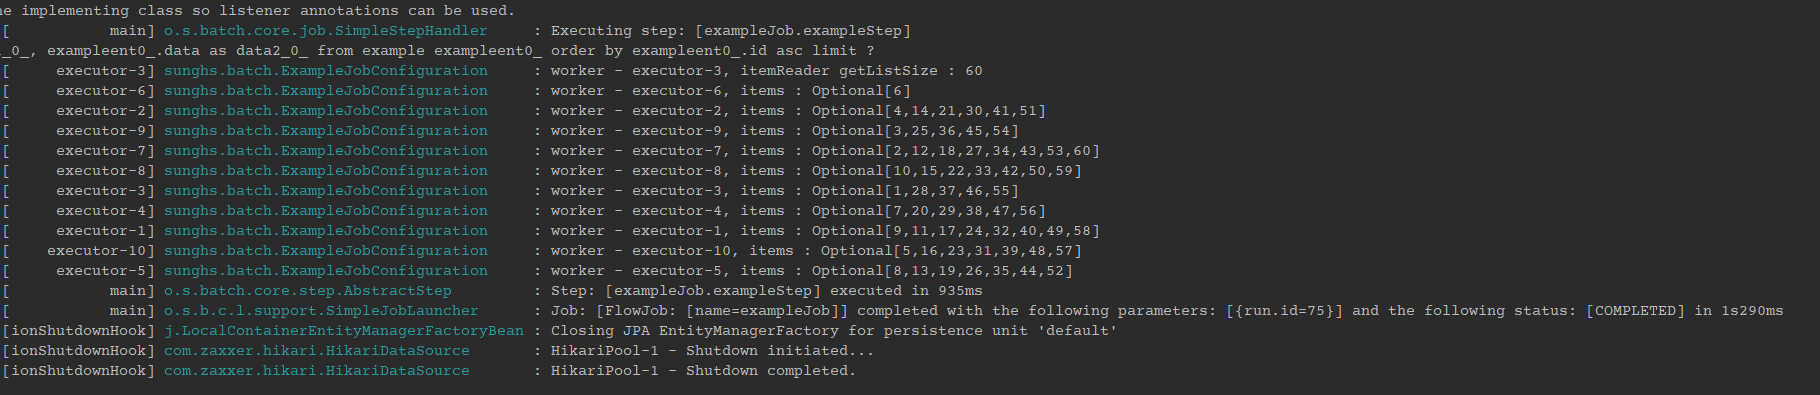 ne implementing class so listener annotations can be used.
[           main] o.s.batch.core.job.SimpleStepHandler     : Executing step: [exampleJob.exampleStep]
_0_, exampleent0_.data as data2_0_ from example exampleent0_ order by exampleent0_.id asc limit ?
[     executor-3] sunghs.batch.ExampleJobConfiguration     : worker - executor-3, itemReader getListSize : 60
[     executor-6] sunghs.batch.ExampleJobConfiguration     : worker - executor-6, items : Optional[6]
[     executor-2] sunghs.batch.ExampleJobConfiguration     : worker - executor-2, items : Optional[4,14,21,30,41,51]
[     executor-9] sunghs.batch.ExampleJobConfiguration     : worker - executor-9, items : Optional[3,25,36,45,54]
[     executor-7] sunghs.batch.ExampleJobConfiguration     : worker - executor-7, items : Optional[2,12,18,27,34,43,53,60]
[     executor-8] sunghs.batch.ExampleJobConfiguration     : worker - executor-8, items : Optional[10,15,22,33,42,50,59]
[     executor-3] sunghs.batch.ExampleJobConfiguration     : worker - executor-3, items : Optional[1,28,37,46,55]
[     executor-4] sunghs.batch.ExampleJobConfiguration     : worker - executor-4, items : Optional[7,20,29,38,47,56]
[     executor-1] sunghs.batch.ExampleJobConfiguration     : worker - executor-1, items : Optional[9,11,17,24,32,40,49,58]
[    executor-10] sunghs.batch.ExampleJobConfiguration     : worker - executor-10, items : Optional[5,16,23,31,39,48,57]
[     executor-5] sunghs.batch.ExampleJobConfiguration     : worker - executor-5, items : Optional[8,13,19,26,35,44,52]
[           main] o.s.batch.core.step.AbstractStep         : Step: [exampleJob.exampleStep] executed in 935ms
[           main] o.s.b.c.l.support.SimpleJobLauncher      : Job: [FlowJob: [name=exampleJob]] completed with the following parameters: [{run.id=75}] and the following status: [COMPLETED] in 1s290ms
[ionShutdownHook] j.LocalContainerEntityManagerFactoryBean : Closing JPA EntityManagerFactory for persistence unit 'default'
[ionShutdownHook] com.zaxxer.hikari.HikariDataSource       : HikariPool-1 - Shutdown initiated...
[ionShutdownHook] com.zaxxer.hikari.HikariDataSource       : HikariPool-1 - Shutdown completed.